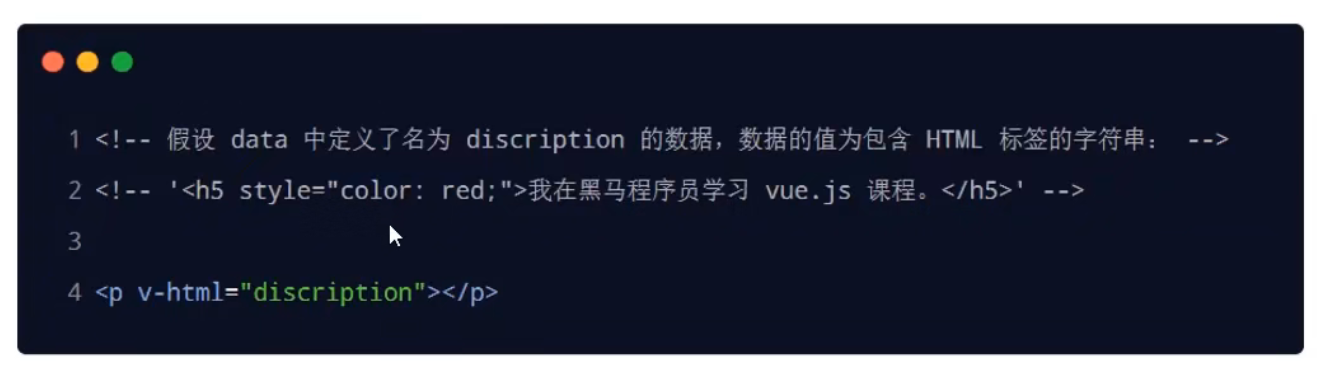 1 <!-- 假设 data 中定义了名为 discription 的数据，数据的值为包含 HTML 标签的字符串： -->
2 <!-- '<h5 style="color: red;">我在黑马程序员学习 vue.js 课程。</h5>' -->
3
4 <p v-html="discription"></p>